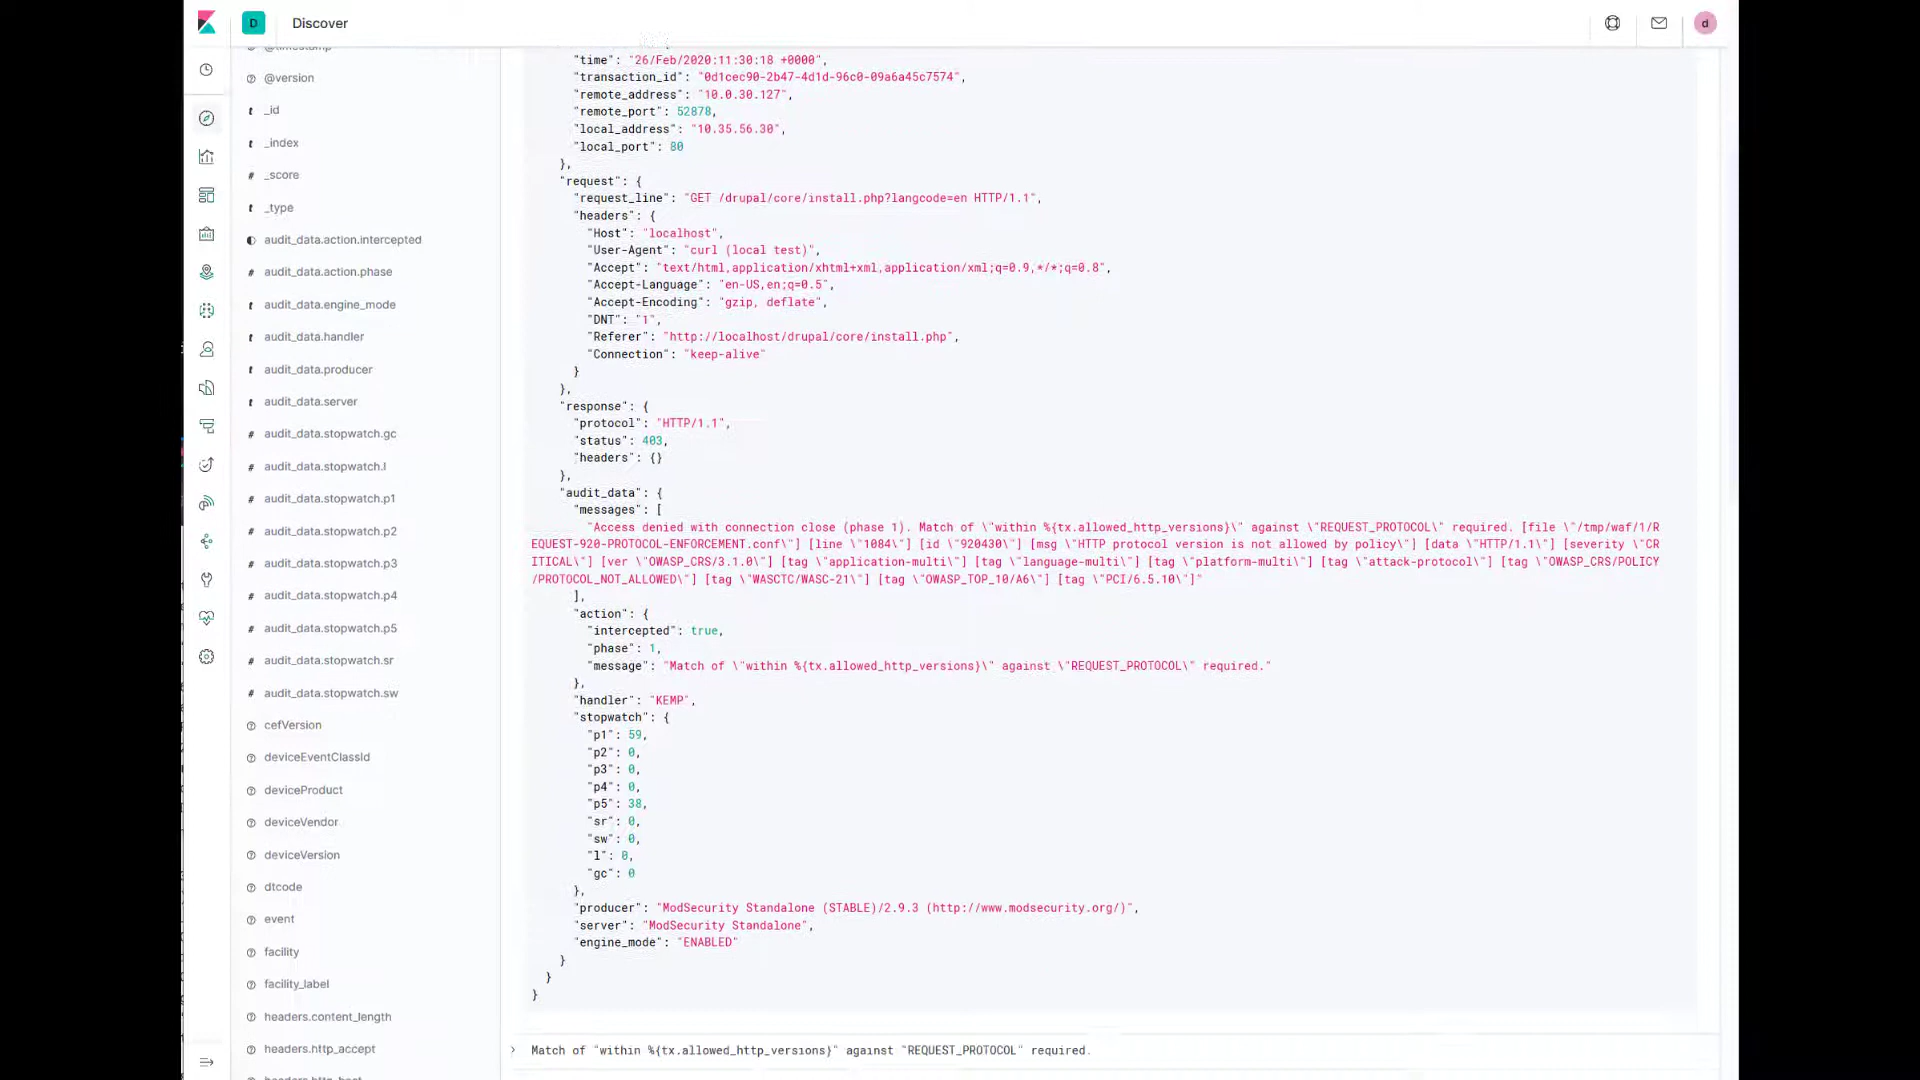 D Discover d
@timestamp
@version
t _id
t _index
# _score
t _type
audit_data.action.intercepted
# audit_data.action.phase
t audit_data.engine_mode
t audit_data.handler
t audit_data.producer
t audit_data.server
# audit_data.stopwatch.gc
# audit_data.stopwatch.l
# audit_data.stopwatch.p1
# audit_data.stopwatch.p2
# audit_data.stopwatch.p3
# audit_data.stopwatch.p4
# audit_data.stopwatch.p5
# audit_data.stopwatch.sr
# audit_data.stopwatch.sw
cefVersion
deviceEventClassId
deviceProduct
deviceVendor
deviceVersion
dtcode
event
facility
facility_label
headers.content_length
headers.http_accept
headers.http_host
"time": "26/Feb/2020:11:30:18 +0000",
"transaction_id": "0d1cec90-2b47-4d1d-96c0-09a6a45c7574",
"remote_address": "10.0.30.127",
"remote_port": 52878,
"local_address": "10.35.56.30",
"local_port": 80
},
"request": {
"request_line": "GET /drupal/core/install.php?langcode=en HTTP/1.1",
"headers": {
"Host": "localhost",
"User-Agent": "curl (local test)",
"Accept": "text/html,application/xhtml+xml,application/xml;q=0.9,*/*;q=0.8",
"Accept-Language": "en-US,en;q=0.5",
"Accept-Encoding": "gzip, deflate",
"DNT": "1",
"Referer": "http://localhost/drupal/core/install.php",
"Connection": "keep-alive"
}
},
"response": {
"protocol": "HTTP/1.1",
"status": 403,
"headers": {}
},
"audit_data": {
"messages": [
"Access denied with connection close (phase 1). Match of \"within %{tx.allowed_http_versions}\" against \"REQUEST_PROTOCOL\" required. [file \"/tmp/waf/1/R
EQUEST-920-PROTOCOL-ENFORCEMENT.conf\"] [line \"1084\"] [id \"920430\"] [msg \"HTTP protocol version is not allowed by policy\"] [data \"HTTP/1.1\"] [severity \"CR
ITICAL\"] [ver \"OWASP_CRS/3.1.0\"] [tag \"application-multi\"] [tag \"language-multi\"] [tag \"platform-multi\"] [tag \"attack-protocol\"] [tag \"OWASP_CRS/POLICY
/PROTOCOL_NOT_ALLOWED\"] [tag \"WASCTC/WASC-21\"] [tag \"OWASP_TOP_10/A6\"] [tag \"PCI/6.5.10\"]"
],
"action": {
"intercepted": true,
"phase": 1,
"message": "Match of \"within %{tx.allowed_http_versions}\" against \"REQUEST_PROTOCOL\" required."
},
"handler": "KEMP",
"stopwatch": {
"p1": 59,
"p2": 0,
"p3": 0,
"p4": 0,
"p5": 38,
"sr": 0,
"sw": 0,
"l": 0,
"gc": 0
},
"producer": "ModSecurity Standalone (STABLE)/2.9.3 (http://www.modsecurity.org/)",
"server": "ModSecurity Standalone",
"engine_mode": "ENABLED"
}
}
}
Match of "within %{tx.allowed_http_versions}" against "REQUEST_PROTOCOL" required.